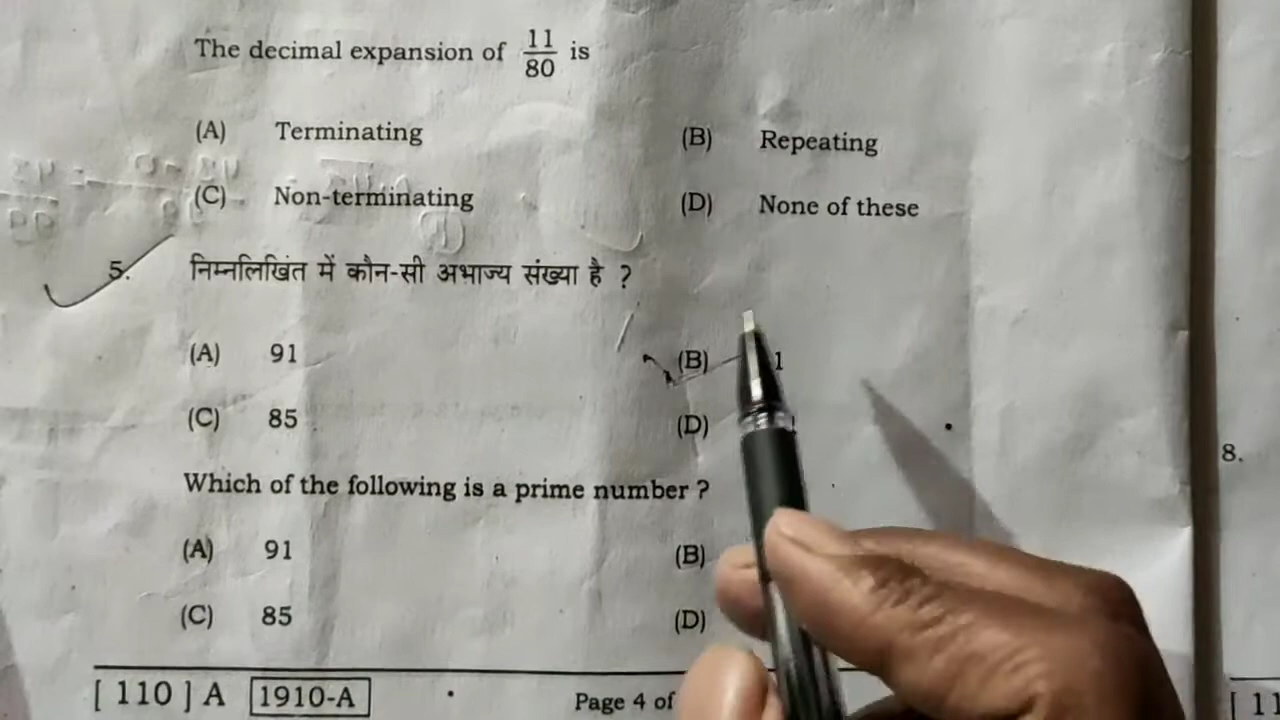 The decimal expansion of 11/80 is
(A) Terminating (B) Repeating
(C) Non-terminating (D) None of these
5. निम्नलिखित में कौन-सी अभाज्य संख्या है ?
(A) 91 (B)
(C) 85 (D)
Which of the following is a prime number ?
(A) 91 (B)
(C) 85 (D)
8.
[ 110 ] A 1910-A Page 4 of
[ 11